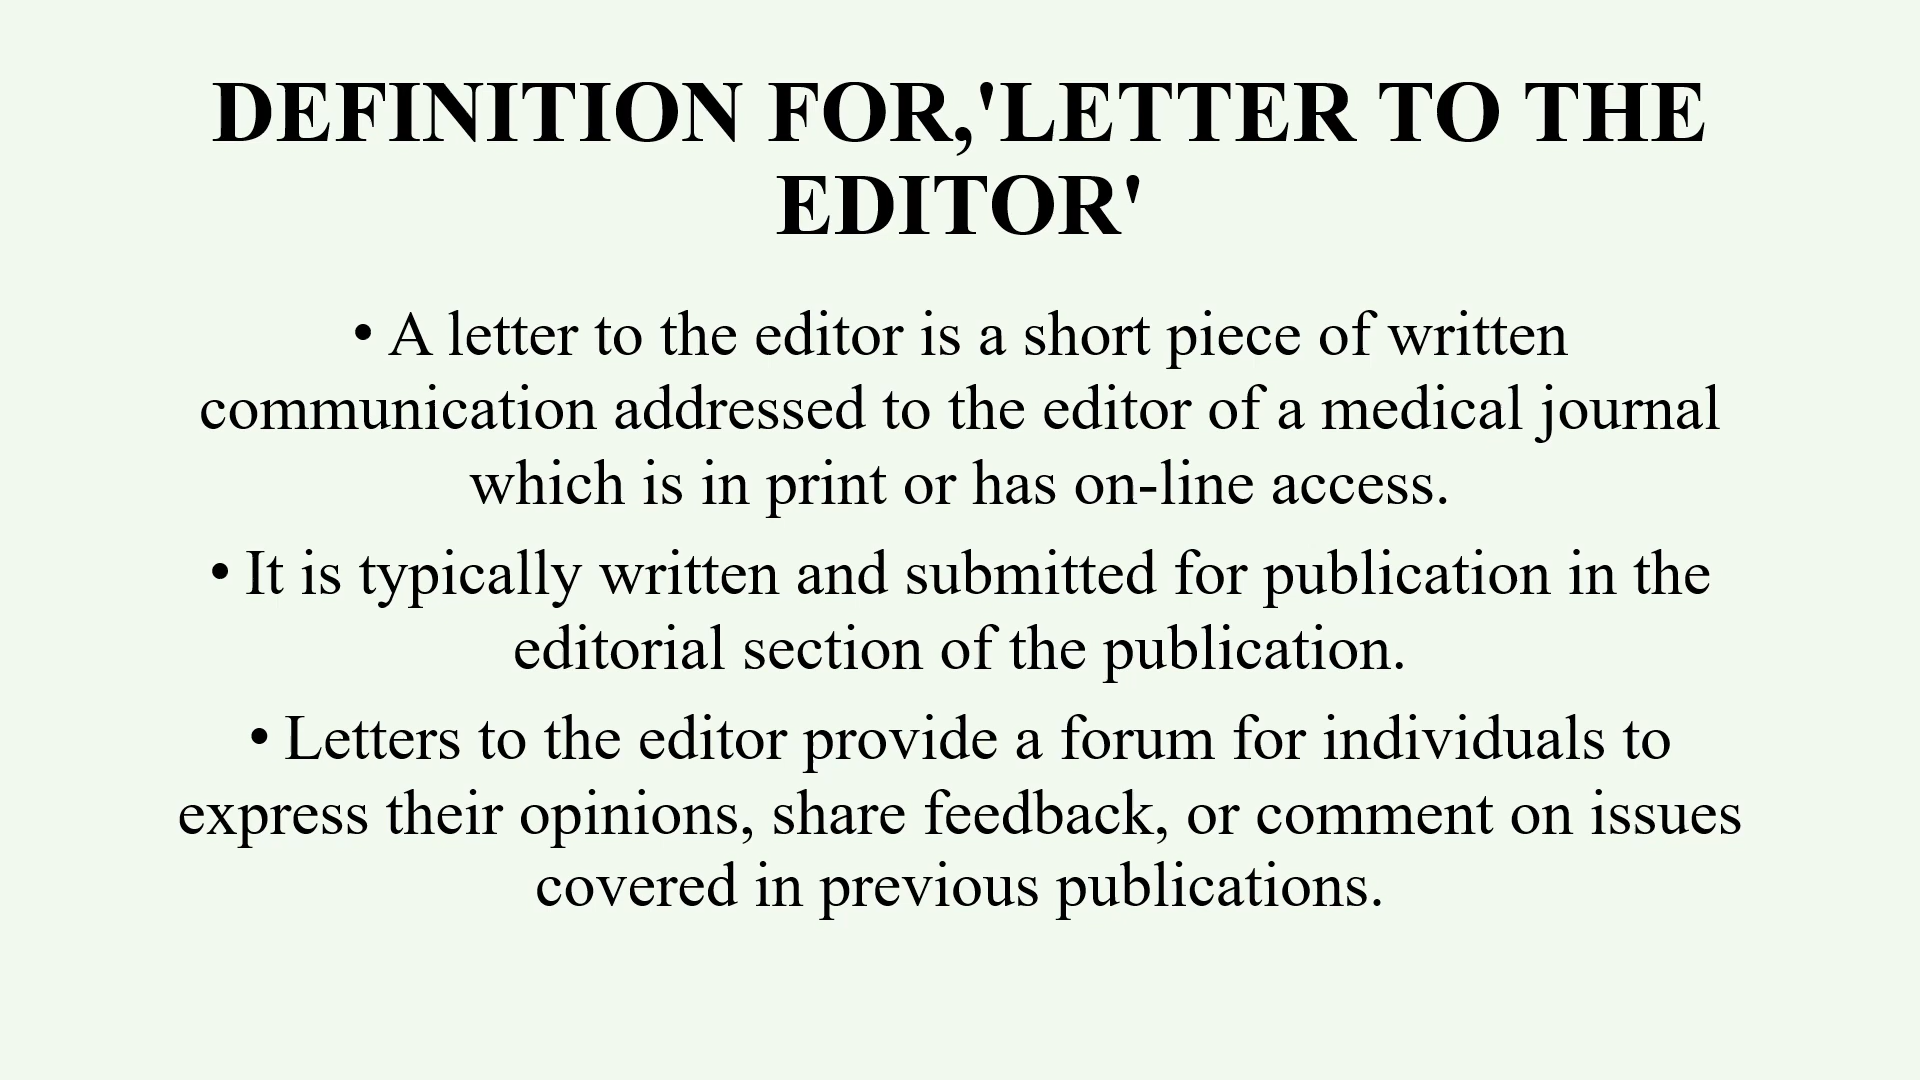 DEFINITION FOR,'LETTER TO THE
EDITOR'
• A letter to the editor is a short piece of written
communication addressed to the editor of a medical journal
which is in print or has on-line access.
• It is typically written and submitted for publication in the
editorial section of the publication.
• Letters to the editor provide a forum for individuals to
express their opinions, share feedback, or comment on issues
covered in previous publications.